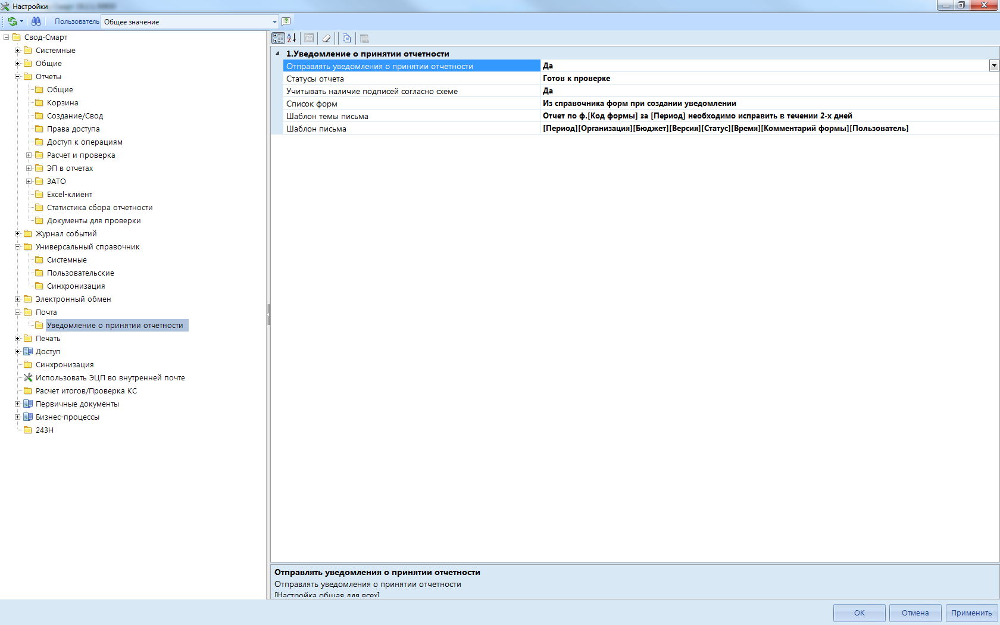 Настройки
Пользователь Общее значение
Свод-Смарт
Системные
Общие
Отчеты
Общие
Корзина
Создание/Свод
Права доступа
Доступ к операциям
Расчет и проверка
ЭП в отчетах
ЗАТО
Excel-клиент
Статистика сбора отчетности
Документы для проверки
Журнал событий
Универсальный справочник
Системные
Пользовательские
Синхронизация
Электронный обмен
Почта
Уведомление о принятии отчетности
Печать
Доступ
Синхронизация
Использовать ЭЦП во внутренней почте
Расчет итогов/Проверка КС
Первичные документы
Бизнес-процессы
243Н
1.Уведомление о принятии отчетности
Отправлять уведомления о принятии отчетности Да
Статусы отчета Готов к проверке
Учитывать наличие подписей согласно схеме Да
Список форм Из справочника форм при создании уведомлении
Шаблон темы письма Отчет по ф.[Код формы] за [Период] необходимо исправить в течении 2-х дней
Шаблон письма [Период][Организация][Бюджет][Версия][Статус][Время][Комментарий формы][Пользователь]
Отправлять уведомления о принятии отчетности
Отправлять уведомления о принятии отчетности
[Настройка общая для всех]
ОК Отмена Применить